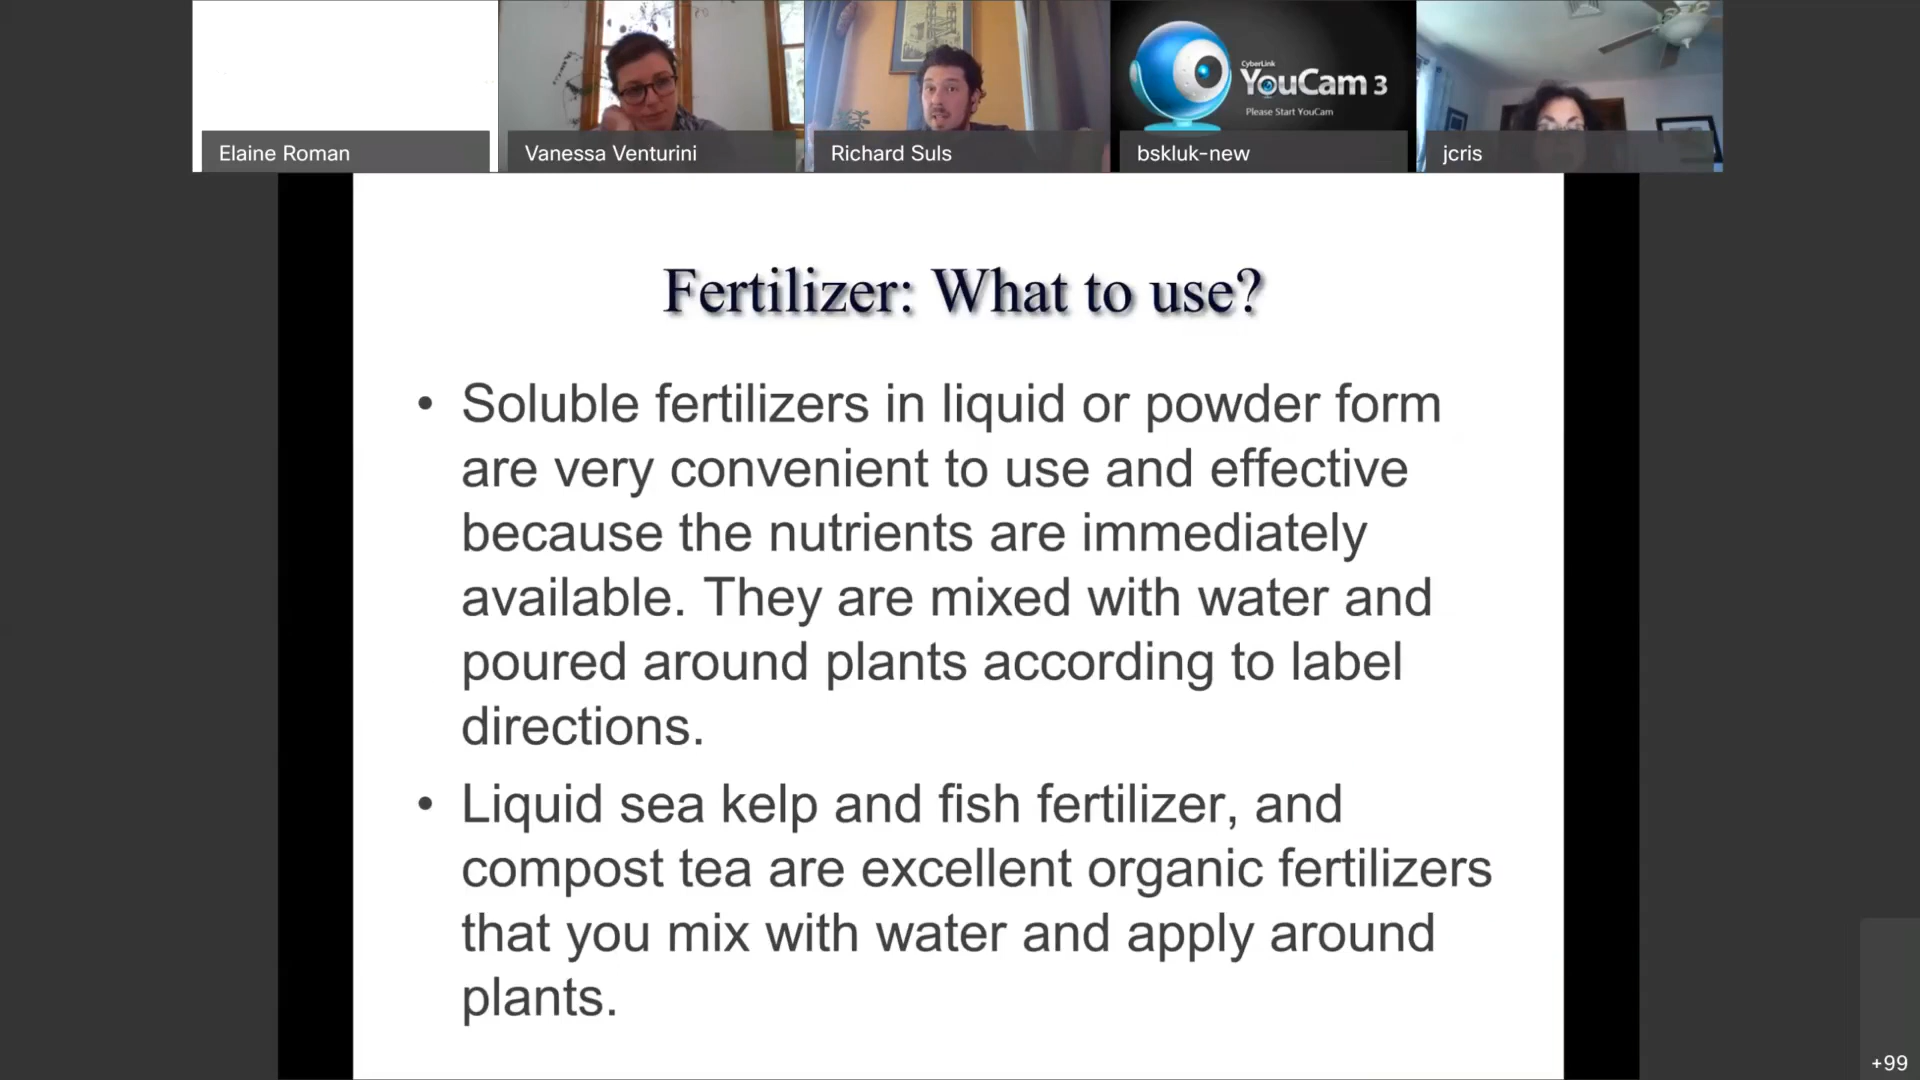 Elaine Roman
Vanessa Venturini
Richard Suls
CyberLink
YouCam 3
Please Start YouCam
bskluk-new
jcris
Fertilizer: What to use?
• Soluble fertilizers in liquid or powder form
are very convenient to use and effective
because the nutrients are immediately
available. They are mixed with water and
poured around plants according to label
directions.
• Liquid sea kelp and fish fertilizer, and
compost tea are excellent organic fertilizers
that you mix with water and apply around
plants.
+99